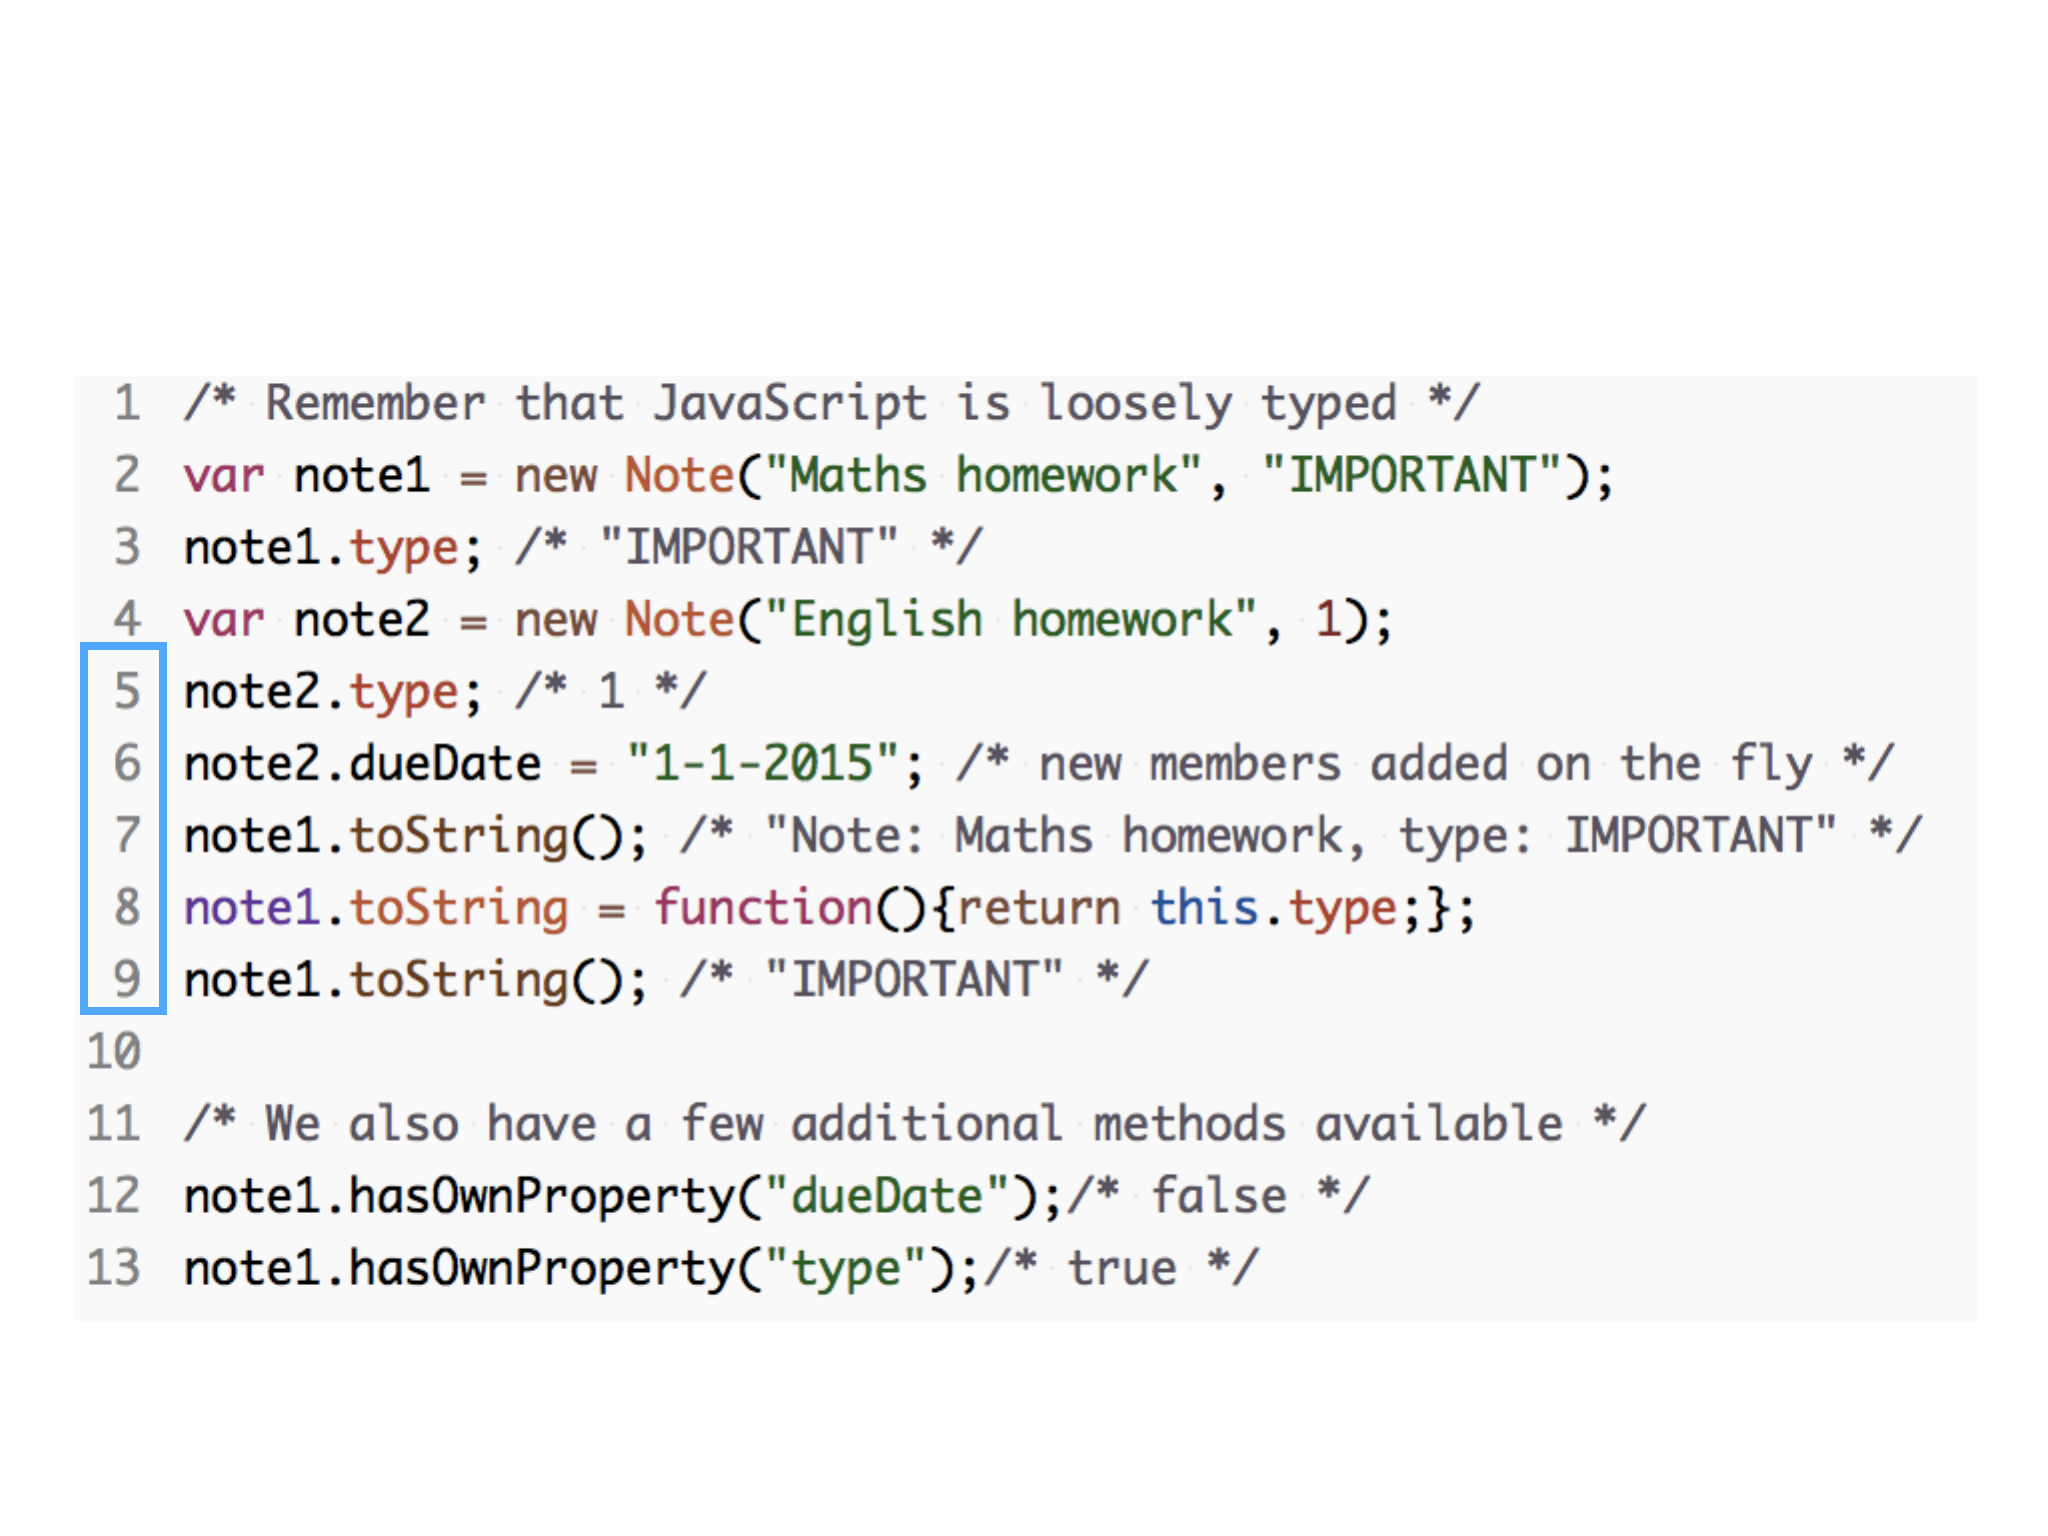 1 /* Remember that JavaScript is loosely typed */
2 var note1 = new Note("Maths homework", "IMPORTANT");
3 note1.type; /* "IMPORTANT" */
4 var note2 = new Note("English homework", 1);
5 note2.type; /* 1 */
6 note2.dueDate = "1-1-2015"; /* new members added on the fly */
7 note1.toString(); /* "Note: Maths homework, type: IMPORTANT" */
8 note1.toString = function(){return this.type;};
9 note1.toString(); /* "IMPORTANT" */
10
11 /* We also have a few additional methods available */
12 note1.hasOwnProperty("dueDate");/* false */
13 note1.hasOwnProperty("type");/* true */